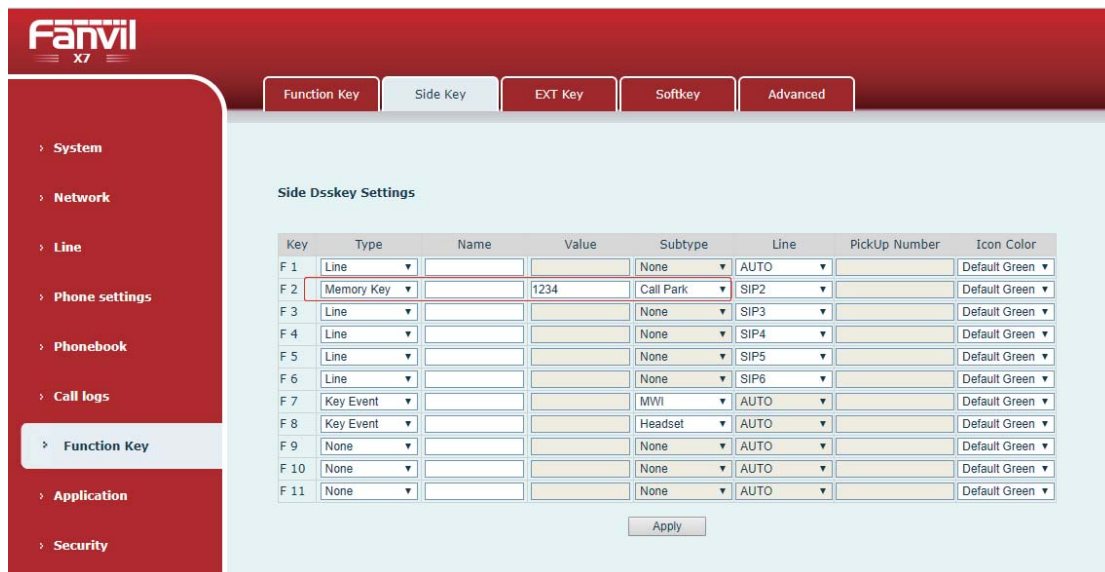 Fanvil
X7
Function Key Side Key EXT Key Softkey Advanced
System
Network
Line
Phone settings
Phonebook
Call logs
Function Key
Application
Security
Side Dsskey Settings
Key Type Name Value Subtype Line PickUp Number Icon Color
F 1 Line None AUTO Default Green
F 2 Memory Key 1234 Call Park SIP2 Default Green
F 3 Line None SIP3 Default Green
F 4 Line None SIP4 Default Green
F 5 Line None SIP5 Default Green
F 6 Line None SIP6 Default Green
F 7 Key Event MWI AUTO Default Green
F 8 Key Event Headset AUTO Default Green
F 9 None None AUTO Default Green
F 10 None None AUTO Default Green
F 11 None None AUTO Default Green
Apply